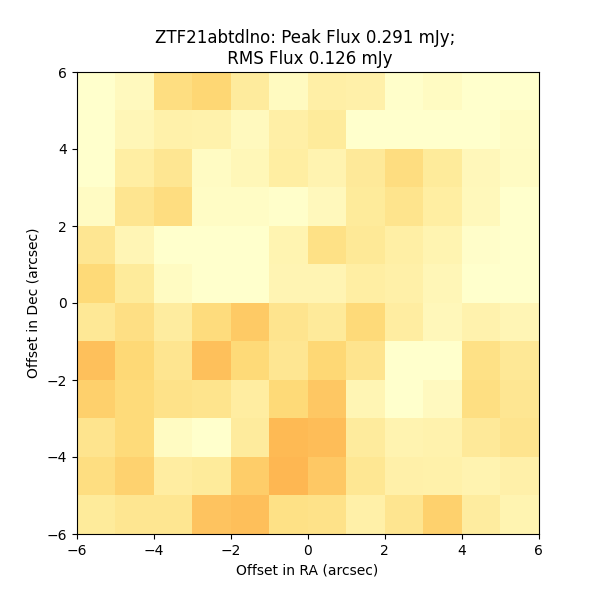 ZTF21abtdlno: Peak Flux 0.291 mJy;
RMS Flux 0.126 mJy
6
4
2
0
−2
−4
−6
Offset in Dec (arcsec)
−6 −4 −2 0 2 4 6
Offset in RA (arcsec)